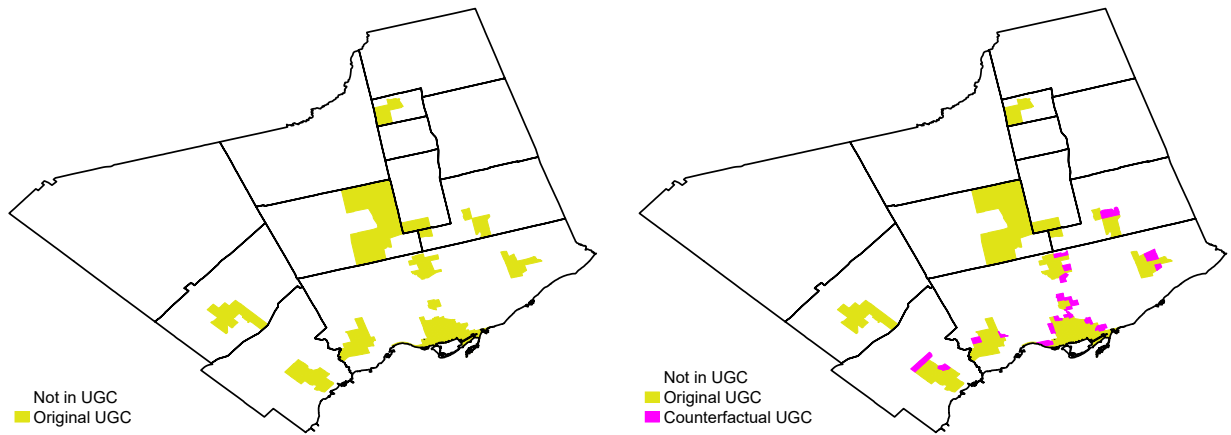 Not in UGC
Original UGC
Not in UGC
Original UGC
Counterfactual UGC